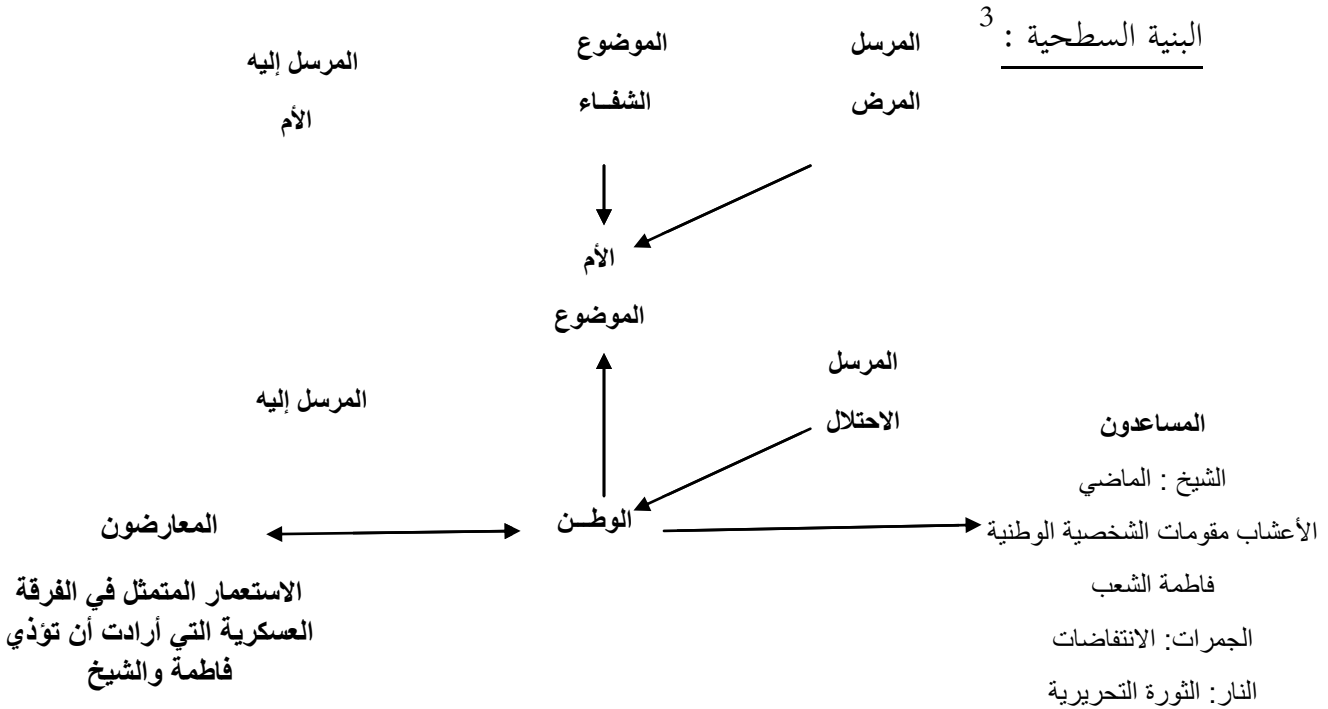 البنية السطحية : 3
المرسل
الموضوع
المرسل إليه
المرض
الشفــاء
الأم
الأم
الموضوع
المرسل
المرسل إليه
الاحتلال
المساعدون
الشيخ : الماضي
الأعشاب مقومات الشخصية الوطنية
فاطمة الشعب
الجمرات: الانتفاضات
النار: الثورة التحريرية
الوطــن
المعارضون
الاستعمار المتمثل في الفرقة
العسكرية التي أرادت أن تؤذي
فاطمة والشيخ